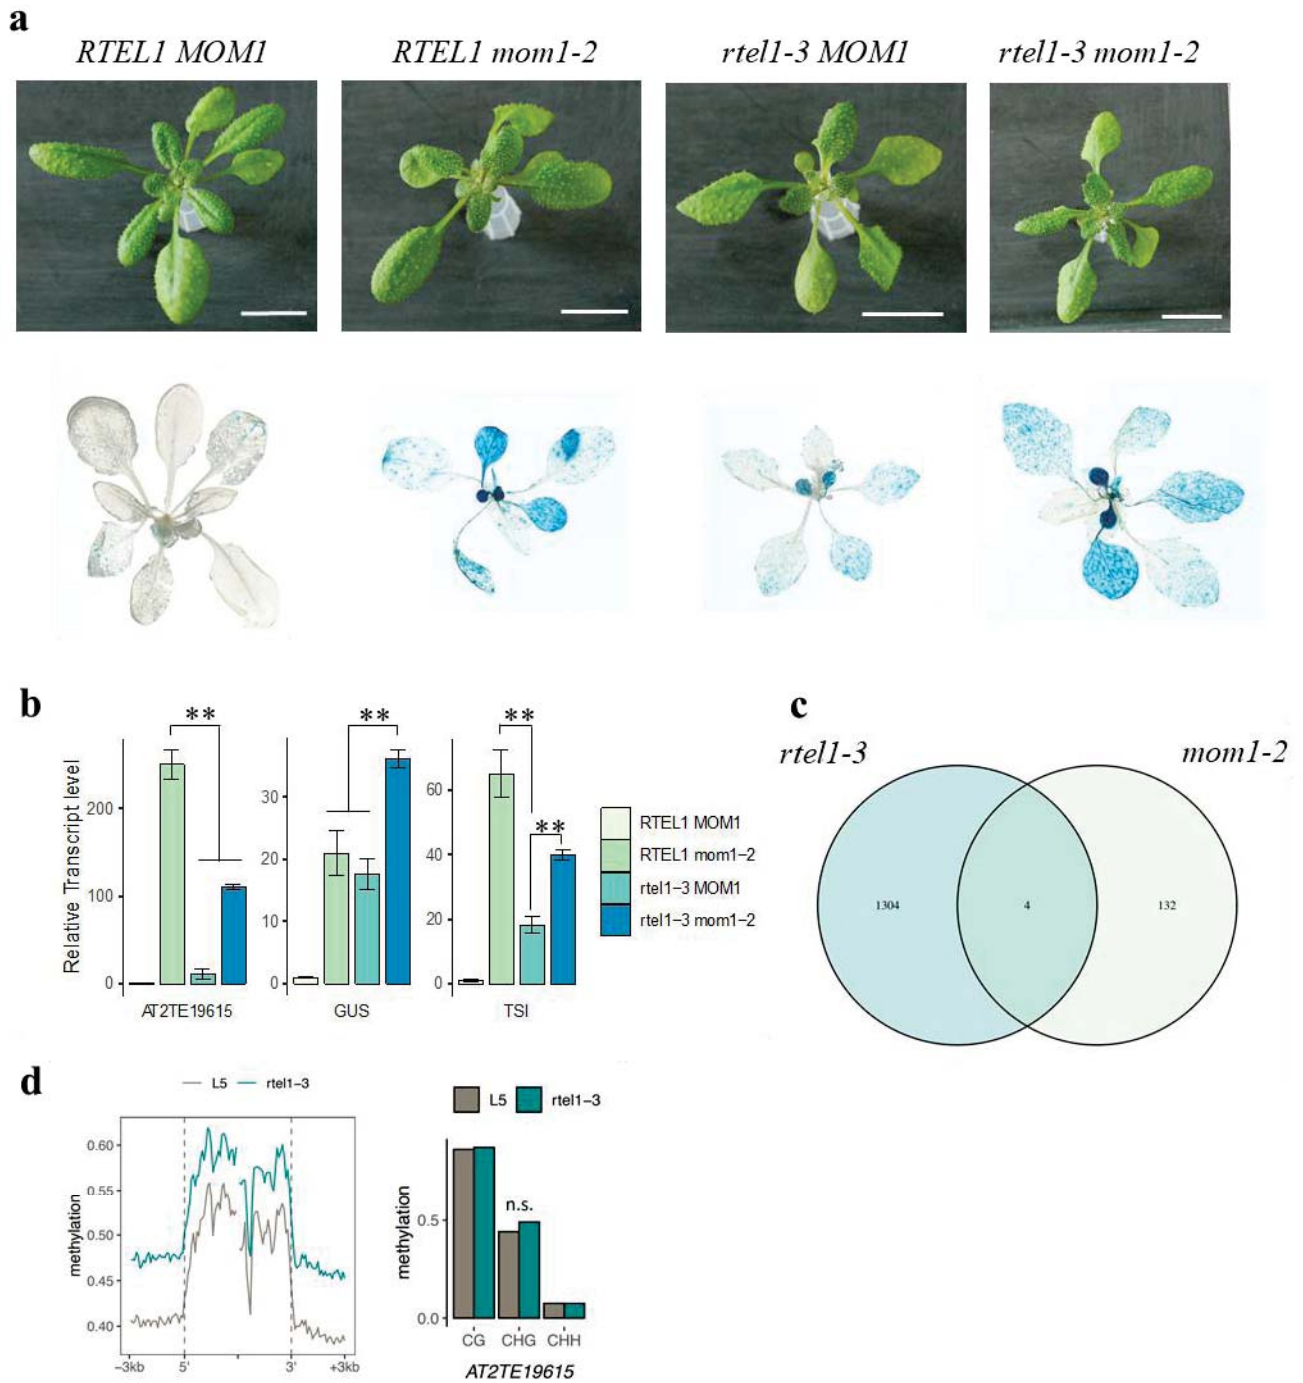 a
RTEL1 MOM1
RTEL1 mom1-2
rtel1-3 MOM1
rtel1-3 mom1-2
b
Relative Transcript level
200
100
0
**
AT2TE19615
30
20
10
0
**
GUS
60
40
20
0
**
**
TSI
RTEL1 MOM1
RTEL1 mom1-2
rtel1-3 MOM1
rtel1-3 mom1-2
c
rtel1-3
mom1-2
1304
4
132
d
L5 rtel1-3
methylation
0.60
0.55
0.50
0.45
0.40
-3kb 5' 3' +3kb
L5 rtel1-3
methylation
0.5
0.0
n.s.
CG CHG CHH
AT2TE19615